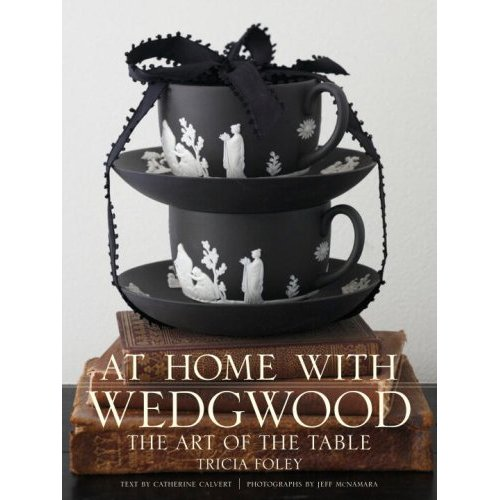 AT HOME WITH
WEDGWOOD
THE ART OF THE TABLE
TRICIA FOLEY
TEXT BY CATHERINE CALVERT | PHOTOGRAPHS BY JEFF MCNAMARA